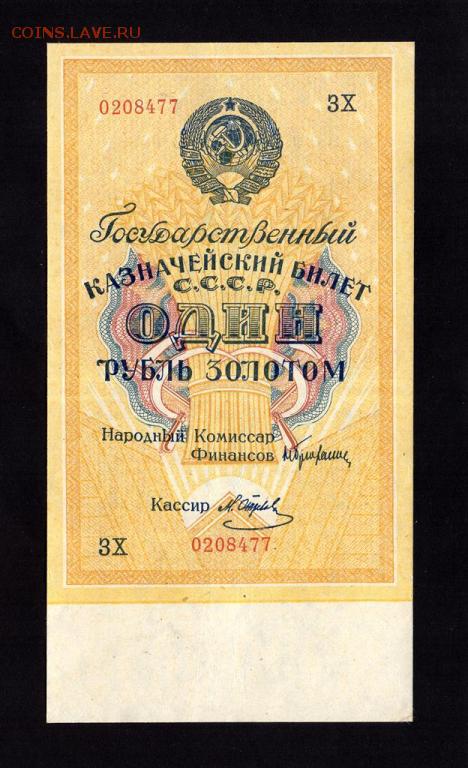 COINS.LAVE.RU
0208477 ЗХ
Государственный
КАЗНАЧЕЙСКИЙ БИЛЕТ
С.С.С.Р.
ОДИН
РУБЛЬ ЗОЛОТОМ
Народный Комиссар
Финансов
Кассир
ЗХ 0208477